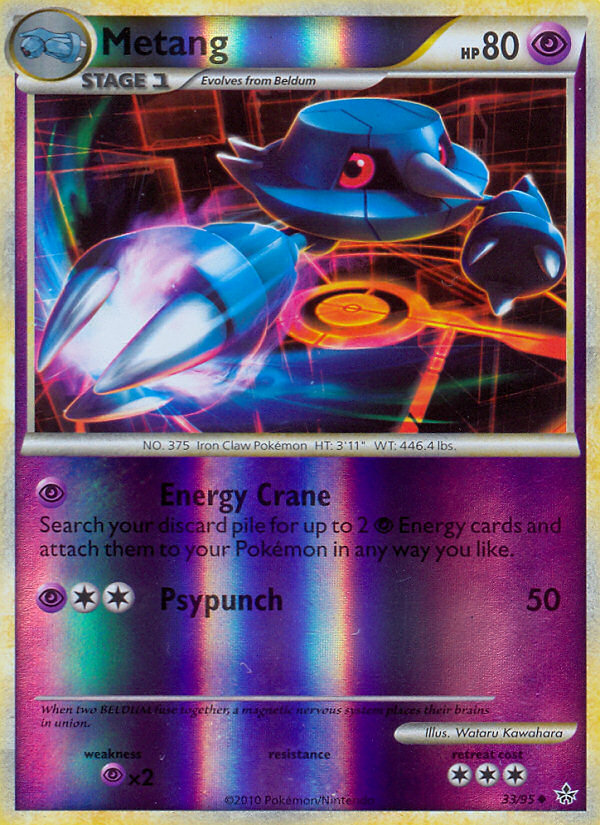 Metang
HP 80
STAGE 1
Evolves from Beldum
NO. 375 Iron Claw Pokémon HT: 3'11" WT: 446.4 lbs.
Energy Crane
Search your discard pile for up to 2 Energy cards and
attach them to your Pokémon in any way you like.
Psypunch 50
When two BELDUM fuse together, a magnetic nervous system places their brains
in union.
Illus. Wataru Kawahara
weakness resistance retreat cost
×2
©2010 Pokémon/Nintendo
33/95